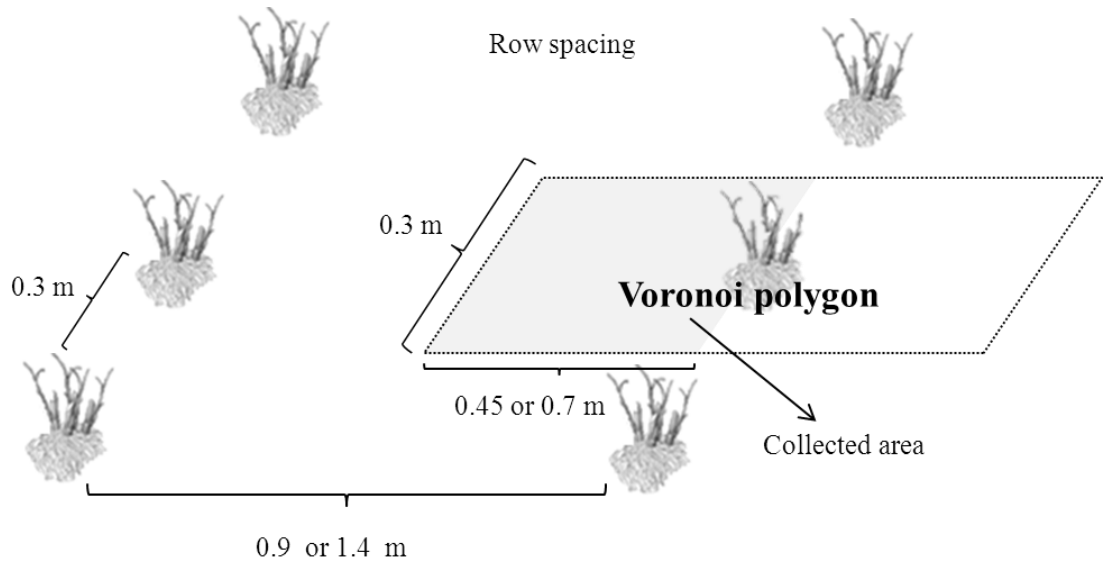 Row spacing
0.3 m
0.3 m
Voronoi polygon
0.45 or 0.7 m
Collected area
0.9 or 1.4 m